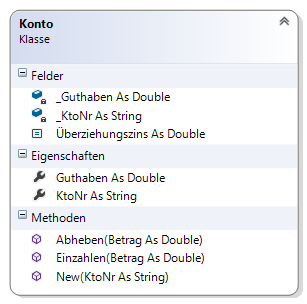 Konto
Klasse
Felder
_Guthaben As Double
_KtoNr As String
Überziehungszins As Double
Eigenschaften
Guthaben As Double
KtoNr As String
Methoden
Abheben(Betrag As Double)
Einzahlen(Betrag As Double)
New(KtoNr As String)